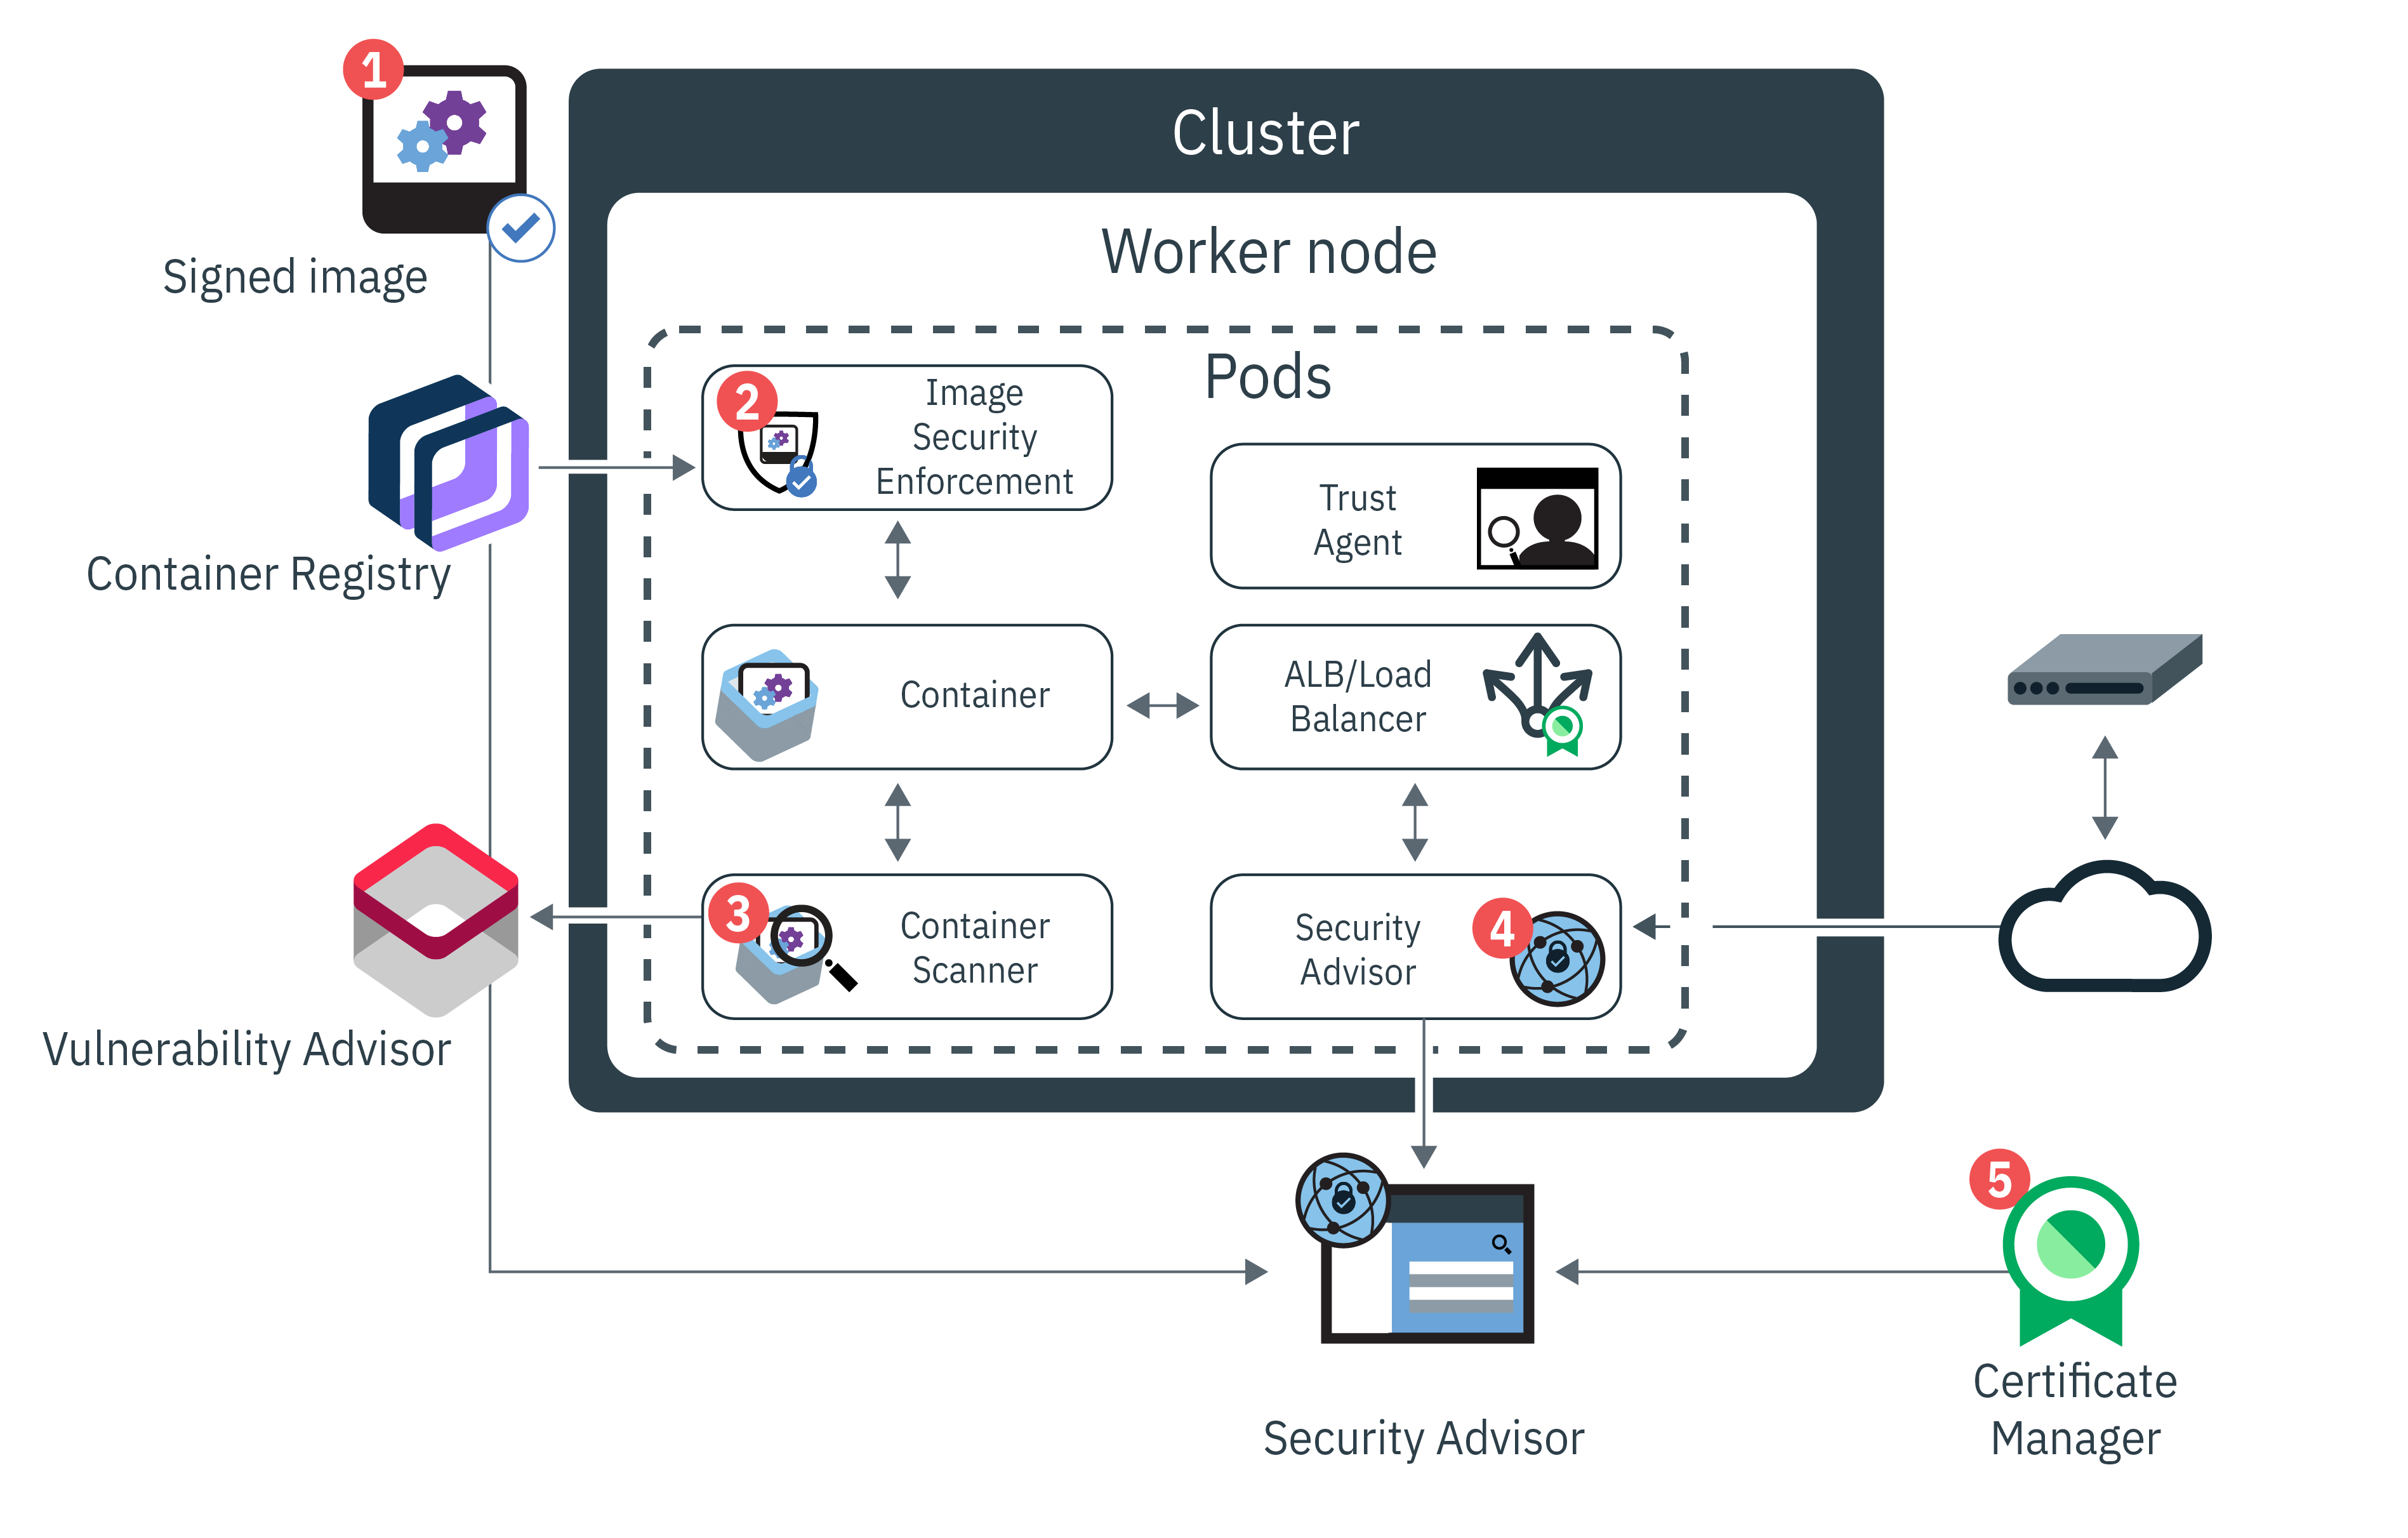 1
Signed image
Container Registry
Vulnerability Advisor
Cluster
Worker node
Pods
2
Image
Security
Enforcement
Trust
Agent
Container
ALB/Load
Balancer
3
Container
Scanner
Security
Advisor
4
Security Advisor
5
Certificate
Manager